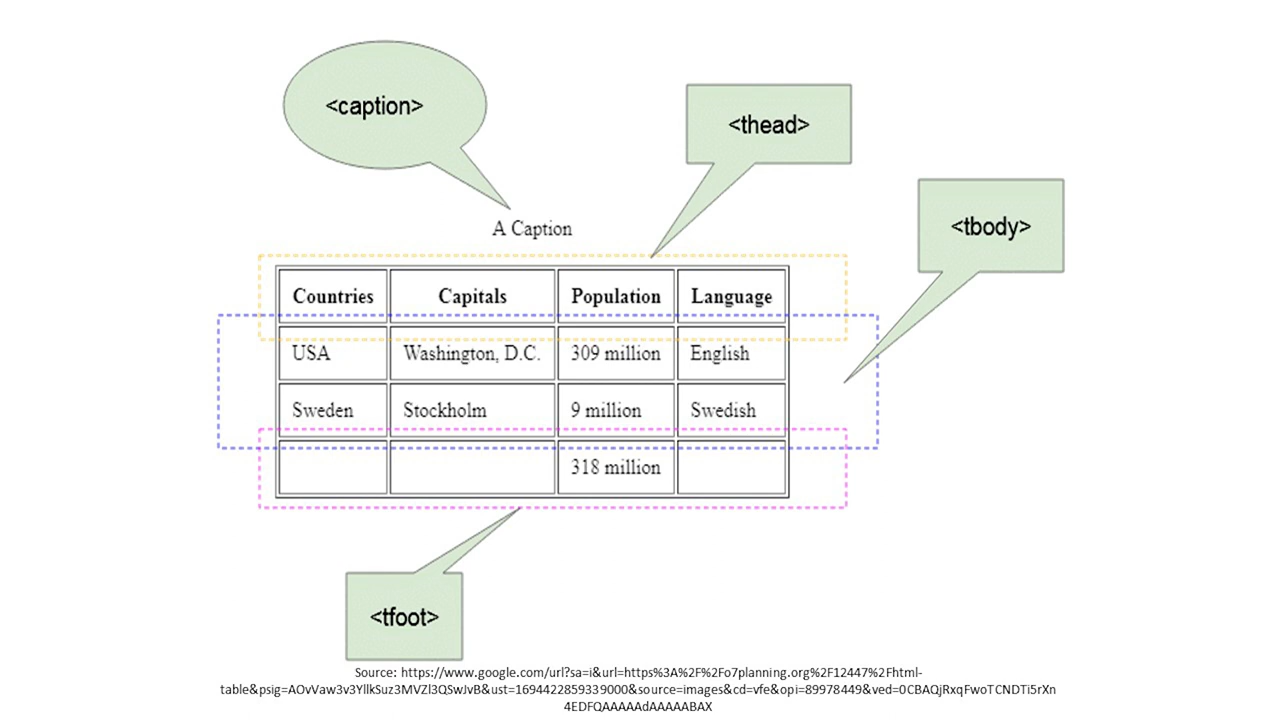 <caption>
<thead>
<tbody>
A Caption
Countries Capitals Population Language
USA Washington, D.C. 309 million English
Sweden Stockholm 9 million Swedish
318 million
<tfoot>
Source: https://www.google.com/url?sa=i&url=https%3A%2F%2Fo7planning.org%2F12447%2Fhtml-
table&psig=AOvVaw3v3YllkSuz3MVZl3QSwJvB&ust=1694422859339000&source=images&cd=vfe&opi=89978449&ved=0CBAQjRxqFwoTCNDTi5rXn
4EDFQAAAAAdAAAAABAX